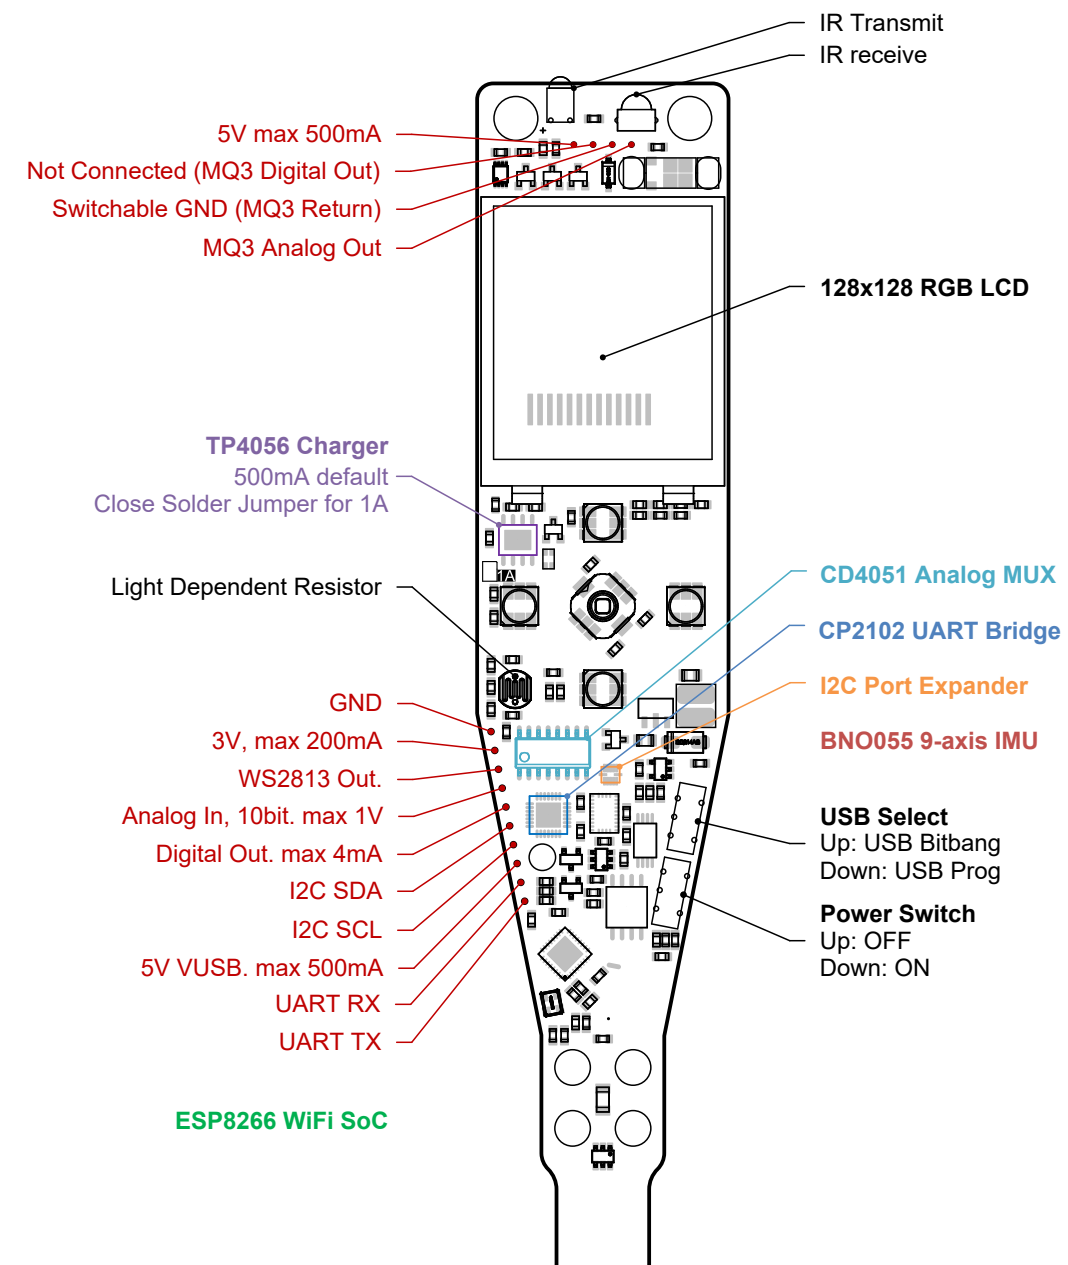 IR Transmit
IR receive
5V max 500mA
Not Connected (MQ3 Digital Out)
Switchable GND (MQ3 Return)
MQ3 Analog Out
128x128 RGB LCD
TP4056 Charger
500mA default
Close Solder Jumper for 1A
1A
Light Dependent Resistor
CD4051 Analog MUX
CP2102 UART Bridge
I2C Port Expander
BNO055 9-axis IMU
GND
3V, max 200mA
WS2813 Out.
Analog In, 10bit. max 1V
Digital Out. max 4mA
I2C SDA
I2C SCL
5V VUSB. max 500mA
UART RX
UART TX
USB Select
Up: USB Bitbang
Down: USB Prog
Power Switch
Up: OFF
Down: ON
ESP8266 WiFi SoC